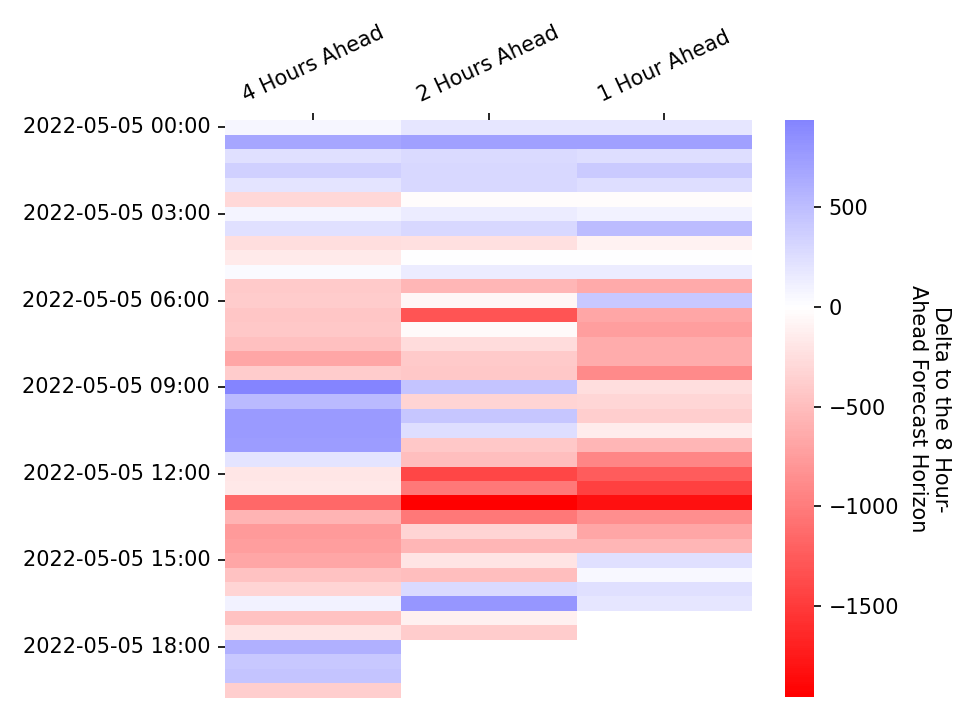 4 Hours Ahead
2 Hours Ahead
1 Hour Ahead
2022-05-05 00:00
2022-05-05 03:00
2022-05-05 06:00
2022-05-05 09:00
2022-05-05 12:00
2022-05-05 15:00
2022-05-05 18:00
500
0
−500
−1000
−1500
Delta to the 8 Hour-
Ahead Forecast Horizon